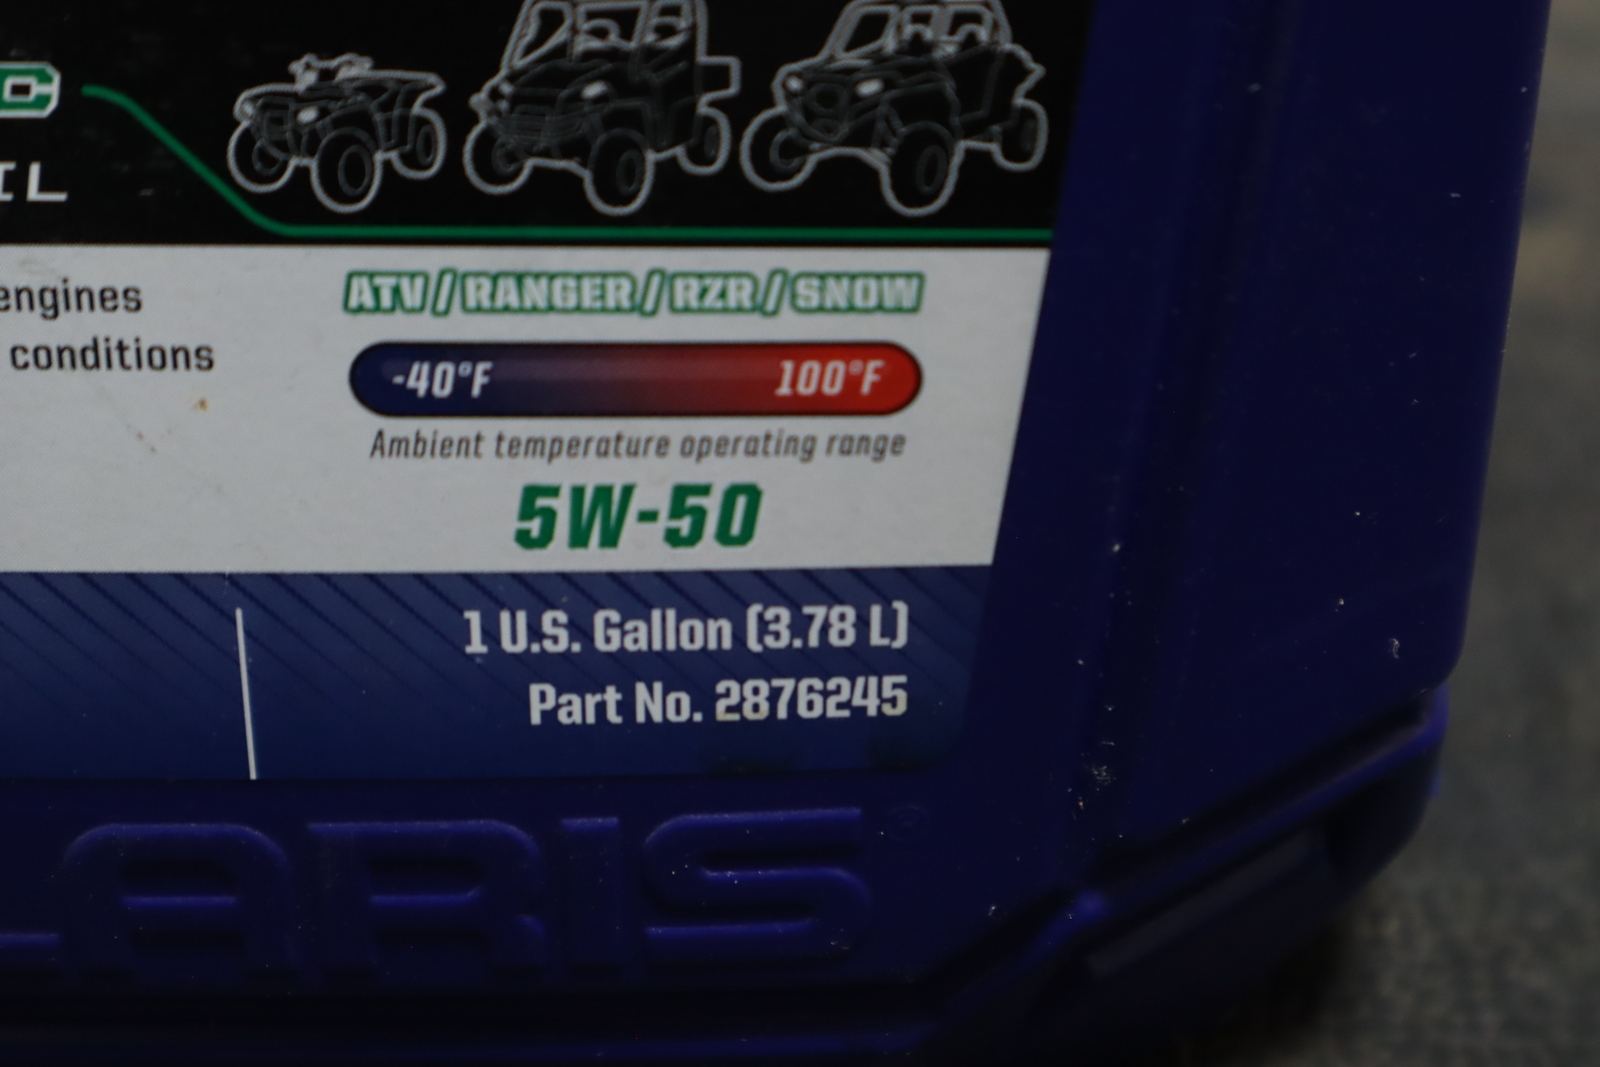 C
IL
engines
conditions
ATV/RANGER/RZR/SNOW
-40°F 100°F
Ambient temperature operating range
5W-50
1 U.S. Gallon (3.78 L)
Part No. 2876245
LARIS®